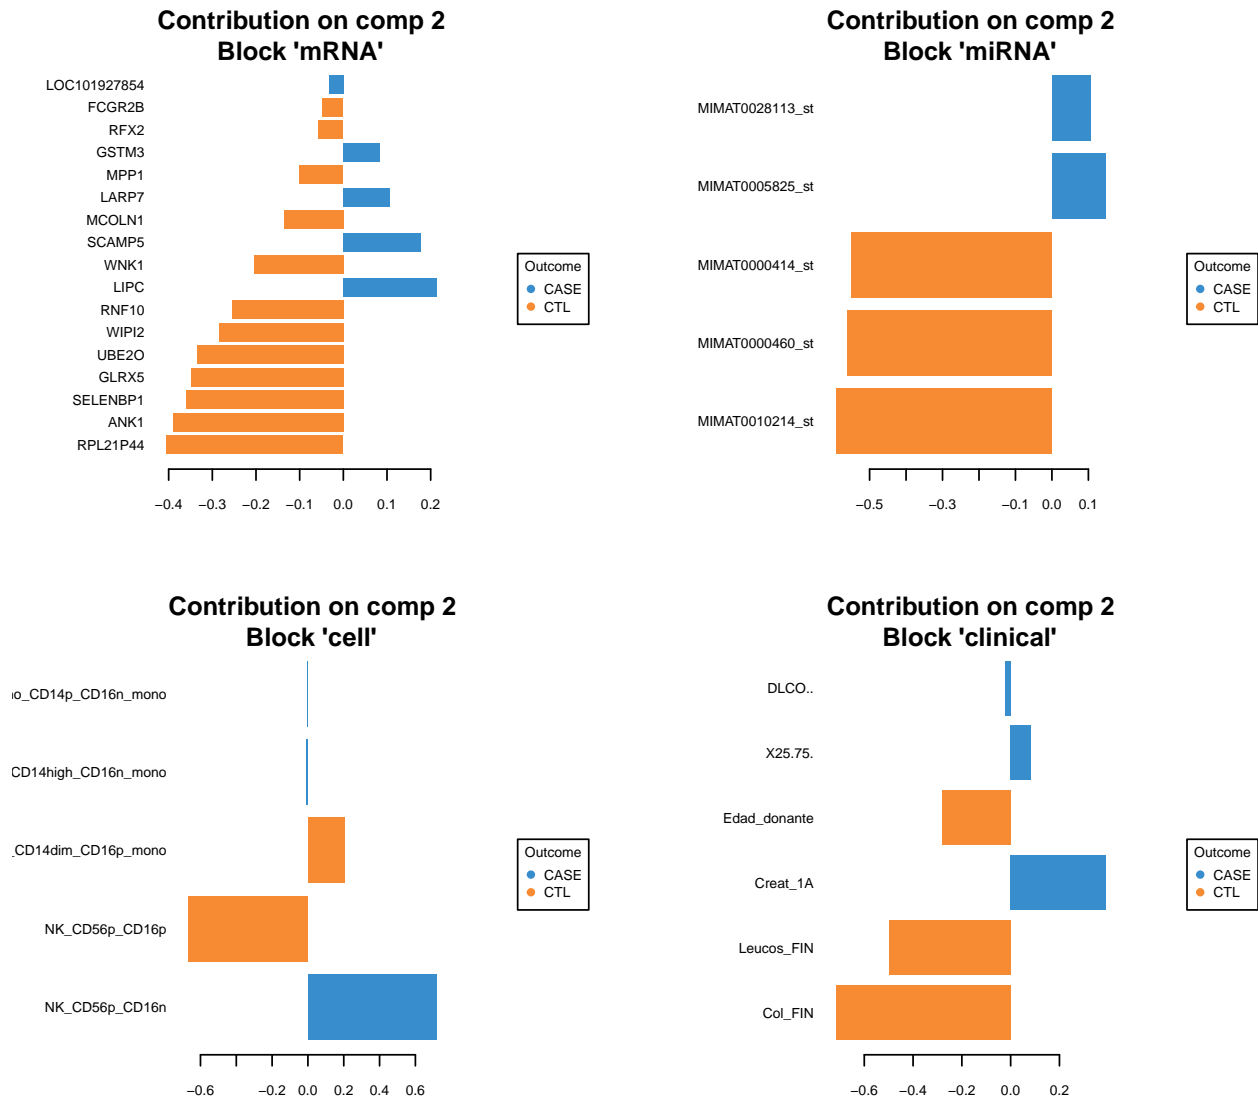 Contribution on comp 2
Block 'mRNA'
LOC101927854
FCGR2B
RFX2
GSTM3
MPP1
LARP7
MCOLN1
SCAMP5
WNK1
LIPC
RNF10
WIPI2
UBE2O
GLRX5
SELENBP1
ANK1
RPL21P44
−0.4 −0.3 −0.2 −0.1 0.0 0.1 0.2
Outcome
CASE
CTL
Contribution on comp 2
Block 'miRNA'
MIMAT0028113_st
MIMAT0005825_st
MIMAT0000414_st
MIMAT0000460_st
MIMAT0010214_st
−0.5 −0.3 −0.1 0.0 0.1
Outcome
CASE
CTL
Contribution on comp 2
Block 'cell'
o_CD14p_CD16n_mono
CD14high_CD16n_mono
_CD14dim_CD16p_mono
NK_CD56p_CD16p
NK_CD56p_CD16n
−0.6 −0.2 0.0 0.2 0.4 0.6
Outcome
CASE
CTL
Contribution on comp 2
Block 'clinical'
DLCO..
X25.75.
Edad_donante
Creat_1A
Leucos_FIN
Col_FIN
−0.6 −0.4 −0.2 0.0 0.2
Outcome
CASE
CTL